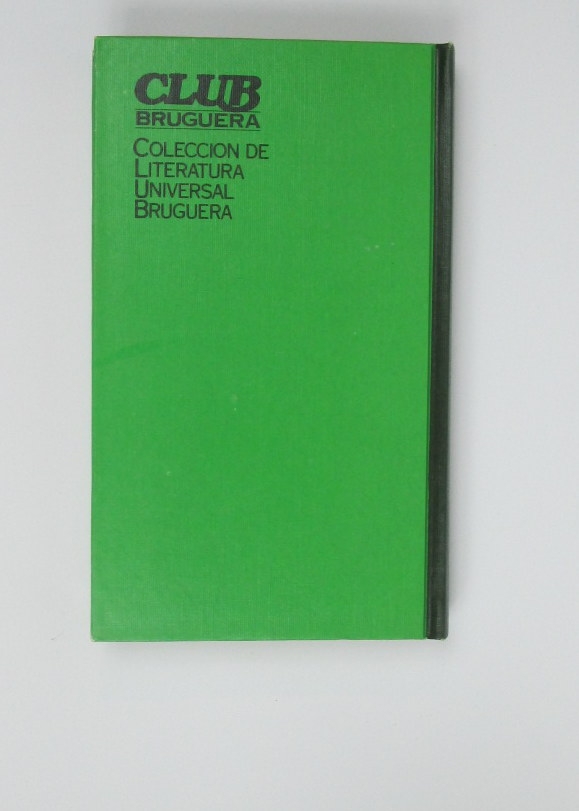 CLUB
BRUGUERA
COLECCION DE
LITERATURA
UNIVERSAL
BRUGUERA